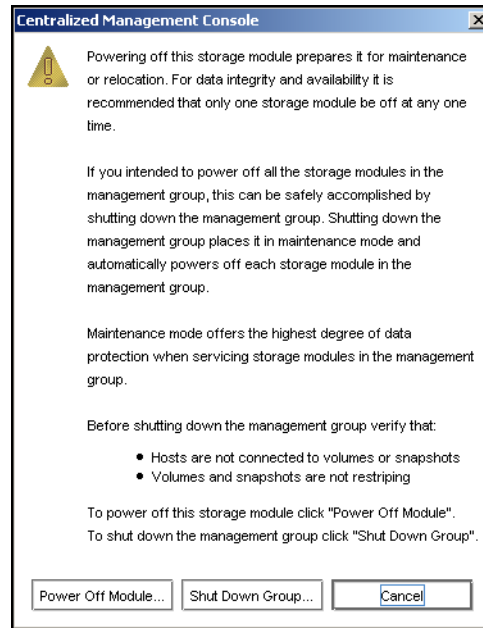 Centralized Management Console
Powering off this storage module prepares it for maintenance
or relocation. For data integrity and availability it is
recommended that only one storage module be off at any one
time.
If you intended to power off all the storage modules in the
management group, this can be safely accomplished by
shutting down the management group. Shutting down the
management group places it in maintenance mode and
automatically powers off each storage module in the
management group.
Maintenance mode offers the highest degree of data
protection when servicing storage modules in the management
group.
Before shutting down the management group verify that:
● Hosts are not connected to volumes or snapshots
● Volumes and snapshots are not restriping
To power off this storage module click "Power Off Module".
To shut down the management group click "Shut Down Group".
Power Off Module... Shut Down Group... Cancel